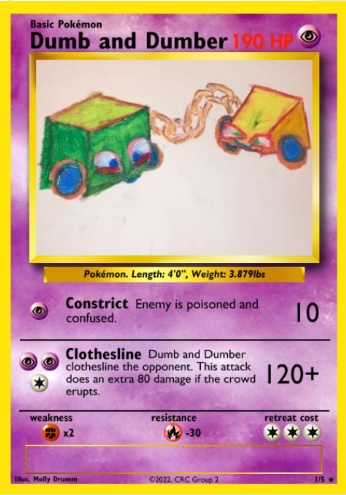 Basic Pokémon
Dumb and Dumber 190 HP
Pokémon. Length: 4'0", Weight: 3.879lbs
Constrict Enemy is poisoned and
confused.
10
Clothesline Dumb and Dumber
clothesline the opponent. This attack
does an extra 80 damage if the crowd
erupts.
120+
weakness
resistance
retreat cost
x2
-30
Illus. Molly Drumm
©2022, CRC Group 2
1/5 ★